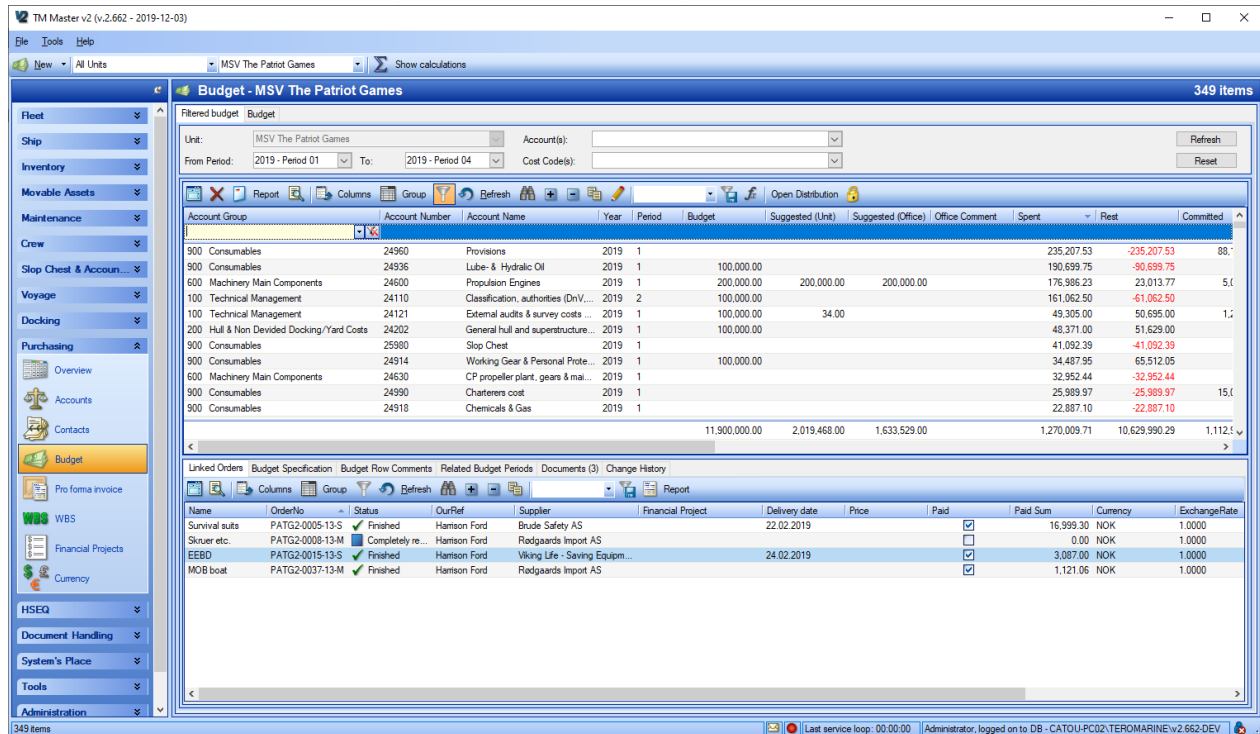 TM Master v2 (v.2.662 - 2019-12-03)
File Tools Help
New All Units MSV The Patriot Games Show calculations
Budget - MSV The Patriot Games 349 items
Fleet
Ship
Inventory
Movable Assets
Maintenance
Crew
Slop Chest & Accoun...
Voyage
Docking
Purchasing
Overview
Accounts
Contacts
Budget
Pro forma invoice
WBS WBS
Financial Projects
Currency
HSEQ
Document Handling
System's Place
Tools
Administration
Filtered budget Budget
Unit: MSV The Patriot Games Account(s): Refresh
From Period: 2019 - Period 01 To: 2019 - Period 04 Cost Code(s): Reset
Report Columns Group Refresh Open Distribution
Account Group Account Number Account Name Year Period Budget Suggested (Unit) Suggested (Office) Office Comment Spent Rest Committed
900 Consumables 24960 Provisions 2019 1 235,207.53 -235,207.53 88,
900 Consumables 24936 Lube- & Hydralic Oil 2019 1 100,000.00 190,699.75 -90,699.75
600 Machinery Main Components 24600 Propulsion Engines 2019 1 200,000.00 200,000.00 200,000.00 176,986.23 23,013.77 5,
100 Technical Management 24110 Classification, authorities (DnV,... 2019 2 100,000.00 161,062.50 -61,062.50
100 Technical Management 24121 External audits & survey costs ... 2019 1 100,000.00 34.00 49,305.00 50,695.00 1,
200 Hull & Non Devided Docking/Yard Costs 24202 General hull and superstructure... 2019 1 100,000.00 48,371.00 51,629.00
900 Consumables 25980 Slop Chest 2019 1 41,092.39 -41,092.39
900 Consumables 24914 Working Gear & Personal Prote... 2019 1 100,000.00 34,487.95 65,512.05
600 Machinery Main Components 24630 CP propeller plant, gears & mai... 2019 1 32,952.44 -32,952.44
900 Consumables 24990 Charterers cost 2019 1 25,989.97 -25,989.97 15,
900 Consumables 24918 Chemicals & Gas 2019 1 22,887.10 -22,887.10
11,900,000.00 2,019,468.00 1,633,529.00 1,270,009.71 10,629,990.29 1,112,
Linked Orders Budget Specification Budget Row Comments Related Budget Periods Documents (3) Change History
Columns Group Refresh Report
Name OrderNo Status OurRef Supplier Financial Project Delivery date Price Paid Paid Sum Currency ExchangeRate
Survival suits PATG2-0005-13-S Finished Harrison Ford Brude Safety AS 22.02.2019 16,999.30 NOK 1.0000
Skruer etc. PATG2-0008-13-M Completely re... Harrison Ford Rødgaards Import AS 0.00 NOK 1.0000
EEBD PATG2-0015-13-S Finished Harrison Ford Viking Life - Saving Equipm... 24.02.2019 3,087.00 NOK 1.0000
MOB boat PATG2-0037-13-M Finished Harrison Ford Rødgaards Import AS 1,121.06 NOK 1.0000
349 items Last service loop: 00:00:00 Administrator, logged on to DB - CATOU-PC02\TEROMARINE\v2.662-DEV